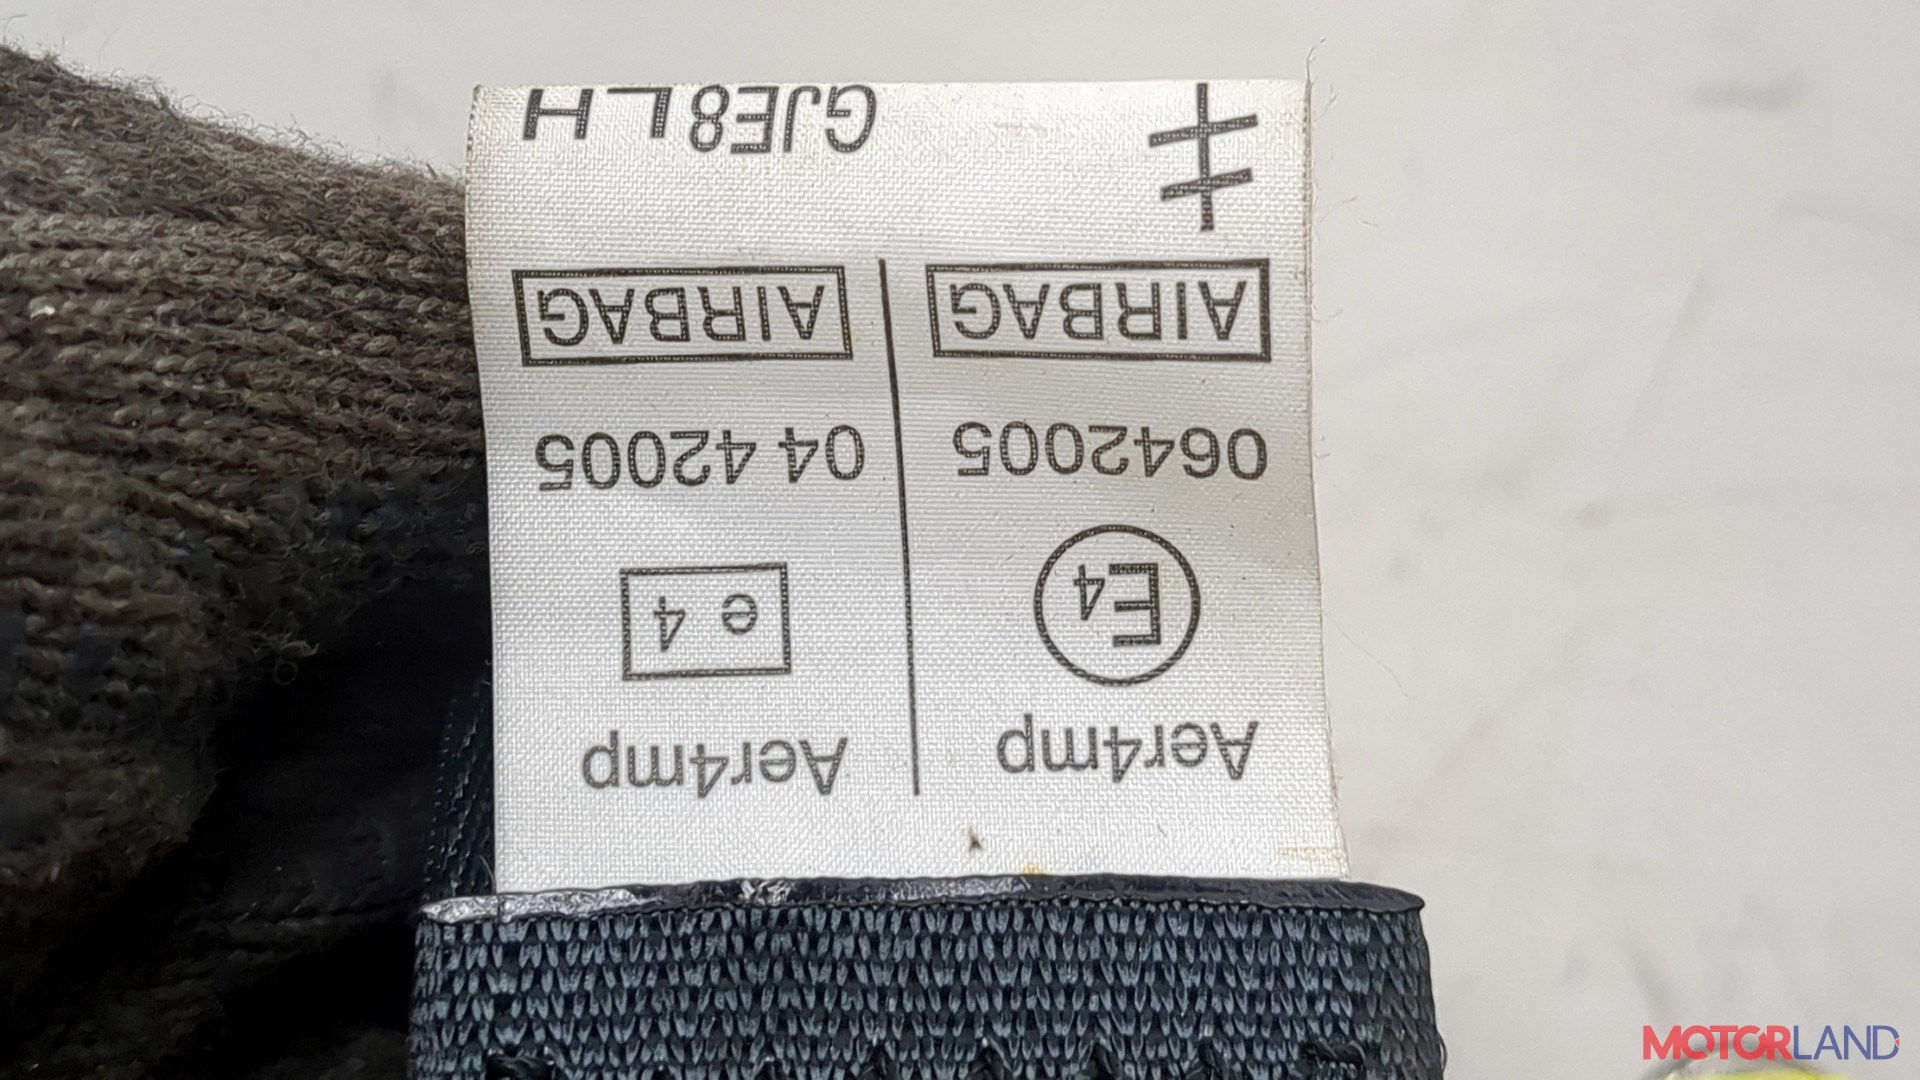 Aer4mp
E4
0642005
AIRBAG
Aer4mp
e 4
04 42005
AIRBAG
GJE8 LH
MOTORLAND